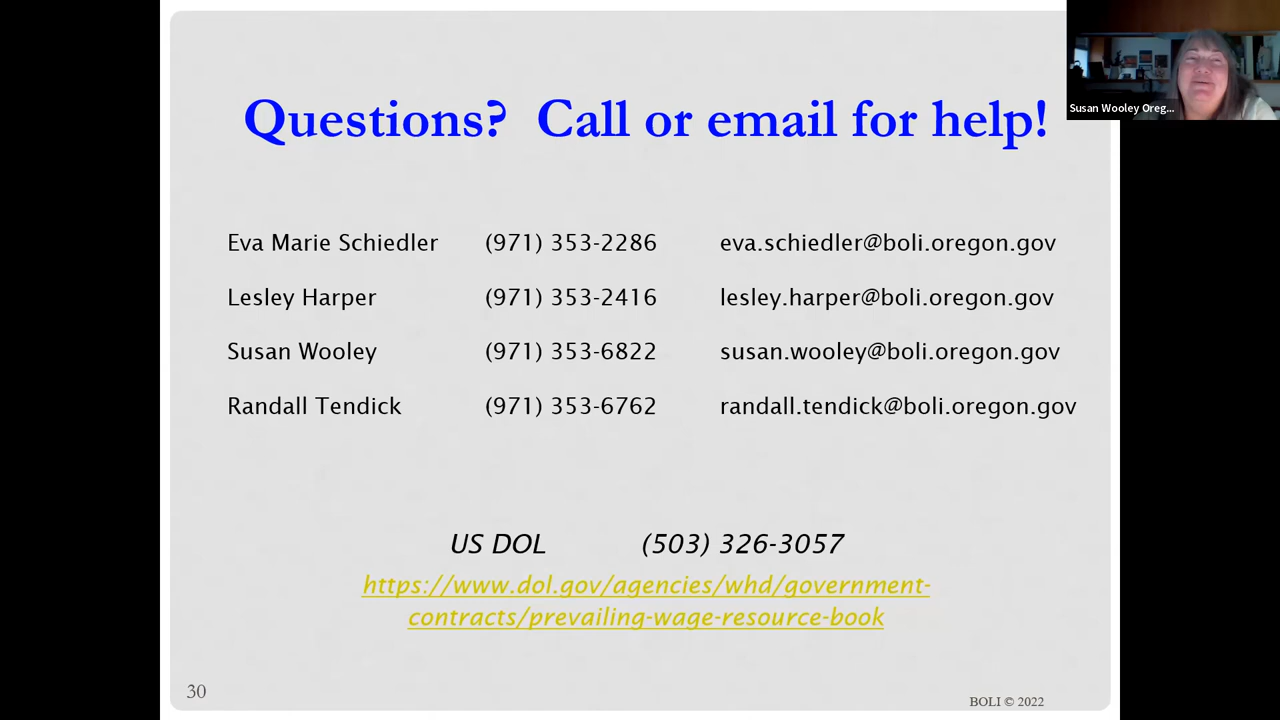 Questions?  Call or email for help!
Susan Wooley Oreg...
Eva Marie Schiedler (971) 353-2286 eva.schiedler@boli.oregon.gov
Lesley Harper (971) 353-2416 lesley.harper@boli.oregon.gov
Susan Wooley (971) 353-6822 susan.wooley@boli.oregon.gov
Randall Tendick (971) 353-6762 randall.tendick@boli.oregon.gov
US DOL (503) 326-3057
https://www.dol.gov/agencies/whd/government-
contracts/prevailing-wage-resource-book
30
BOLI © 2022